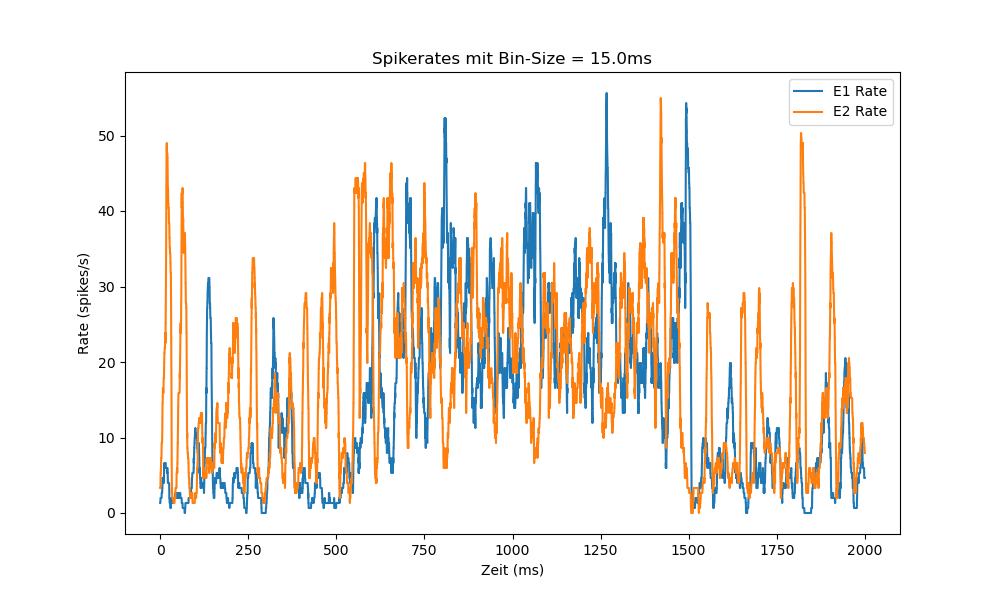 Spikerates mit Bin-Size = 15.0ms
E1 Rate
E2 Rate
Rate (spikes/s)
50
40
30
20
10
0
0 250 500 750 1000 1250 1500 1750 2000
Zeit (ms)